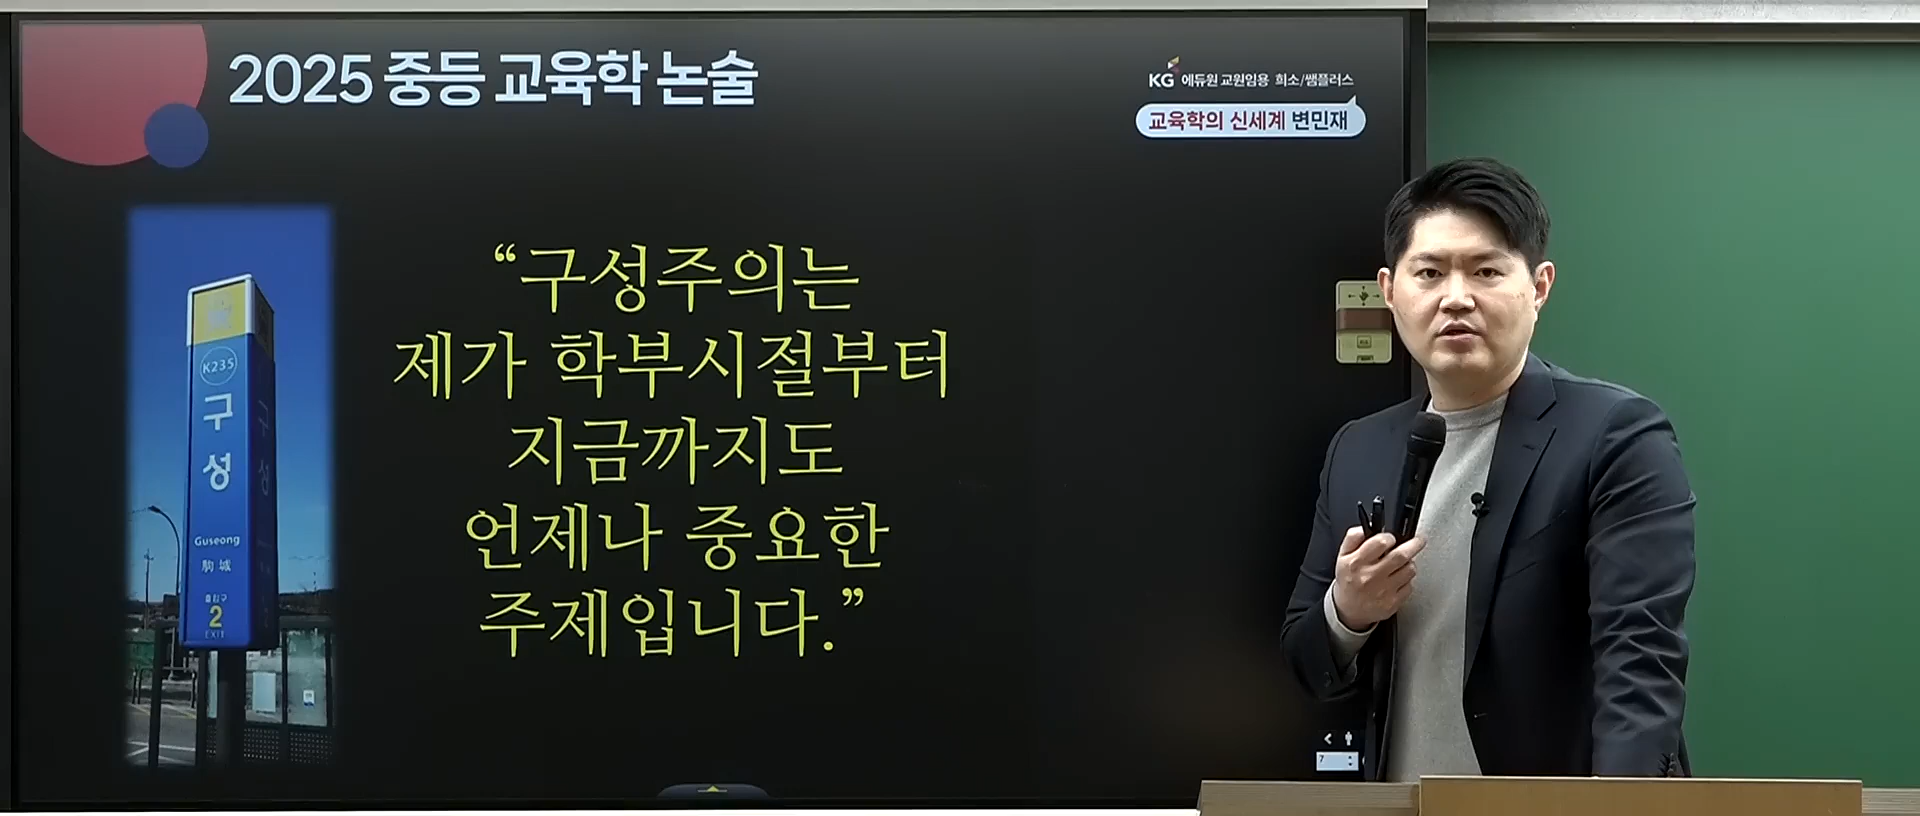 2025 중등 교육학 논술
KG 에듀원 교원임용 희소/쌤플러스
교육학의 신세계 변민재
“구성주의는
제가 학부시절부터
지금까지도
언제나 중요한
주제입니다.”
K235
구
성
Guseong
駒城
출입구
2
EXIT
7